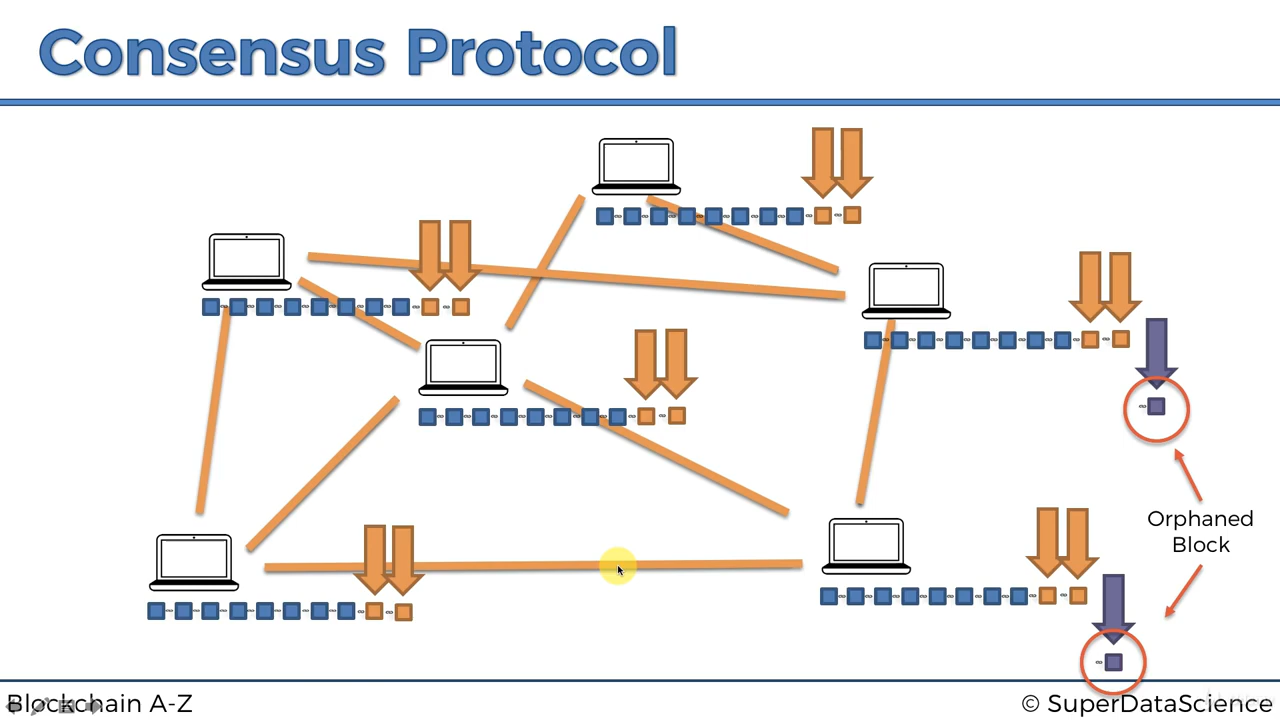 Consensus Protocol
Orphaned
Block
Blockchain A-Z
© SuperDataScience